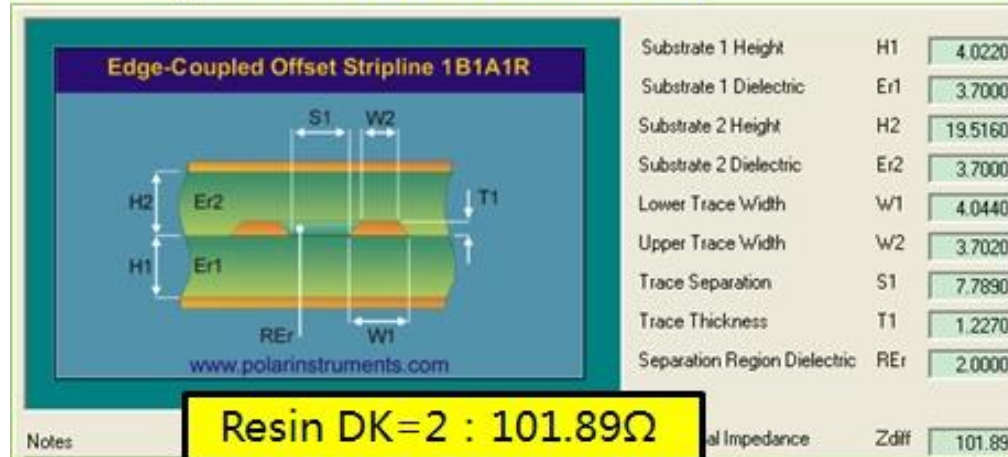 Edge-Coupled Offset Stripline 1B1A1R
S1 W2
H2 Er2 T1
H1 Er1
REr W1
www.polarinstruments.com
Substrate 1 Height H1 4.0220
Substrate 1 Dielectric Er1 3.7000
Substrate 2 Height H2 19.5160
Substrate 2 Dielectric Er2 3.7000
Lower Trace Width W1 4.0440
Upper Trace Width W2 3.7020
Trace Separation S1 7.7890
Trace Thickness T1 1.2270
Separation Region Dielectric REr 2.0000
Notes
Resin DK=2 : 101.89Ω
Impedance Zdiff 101.89